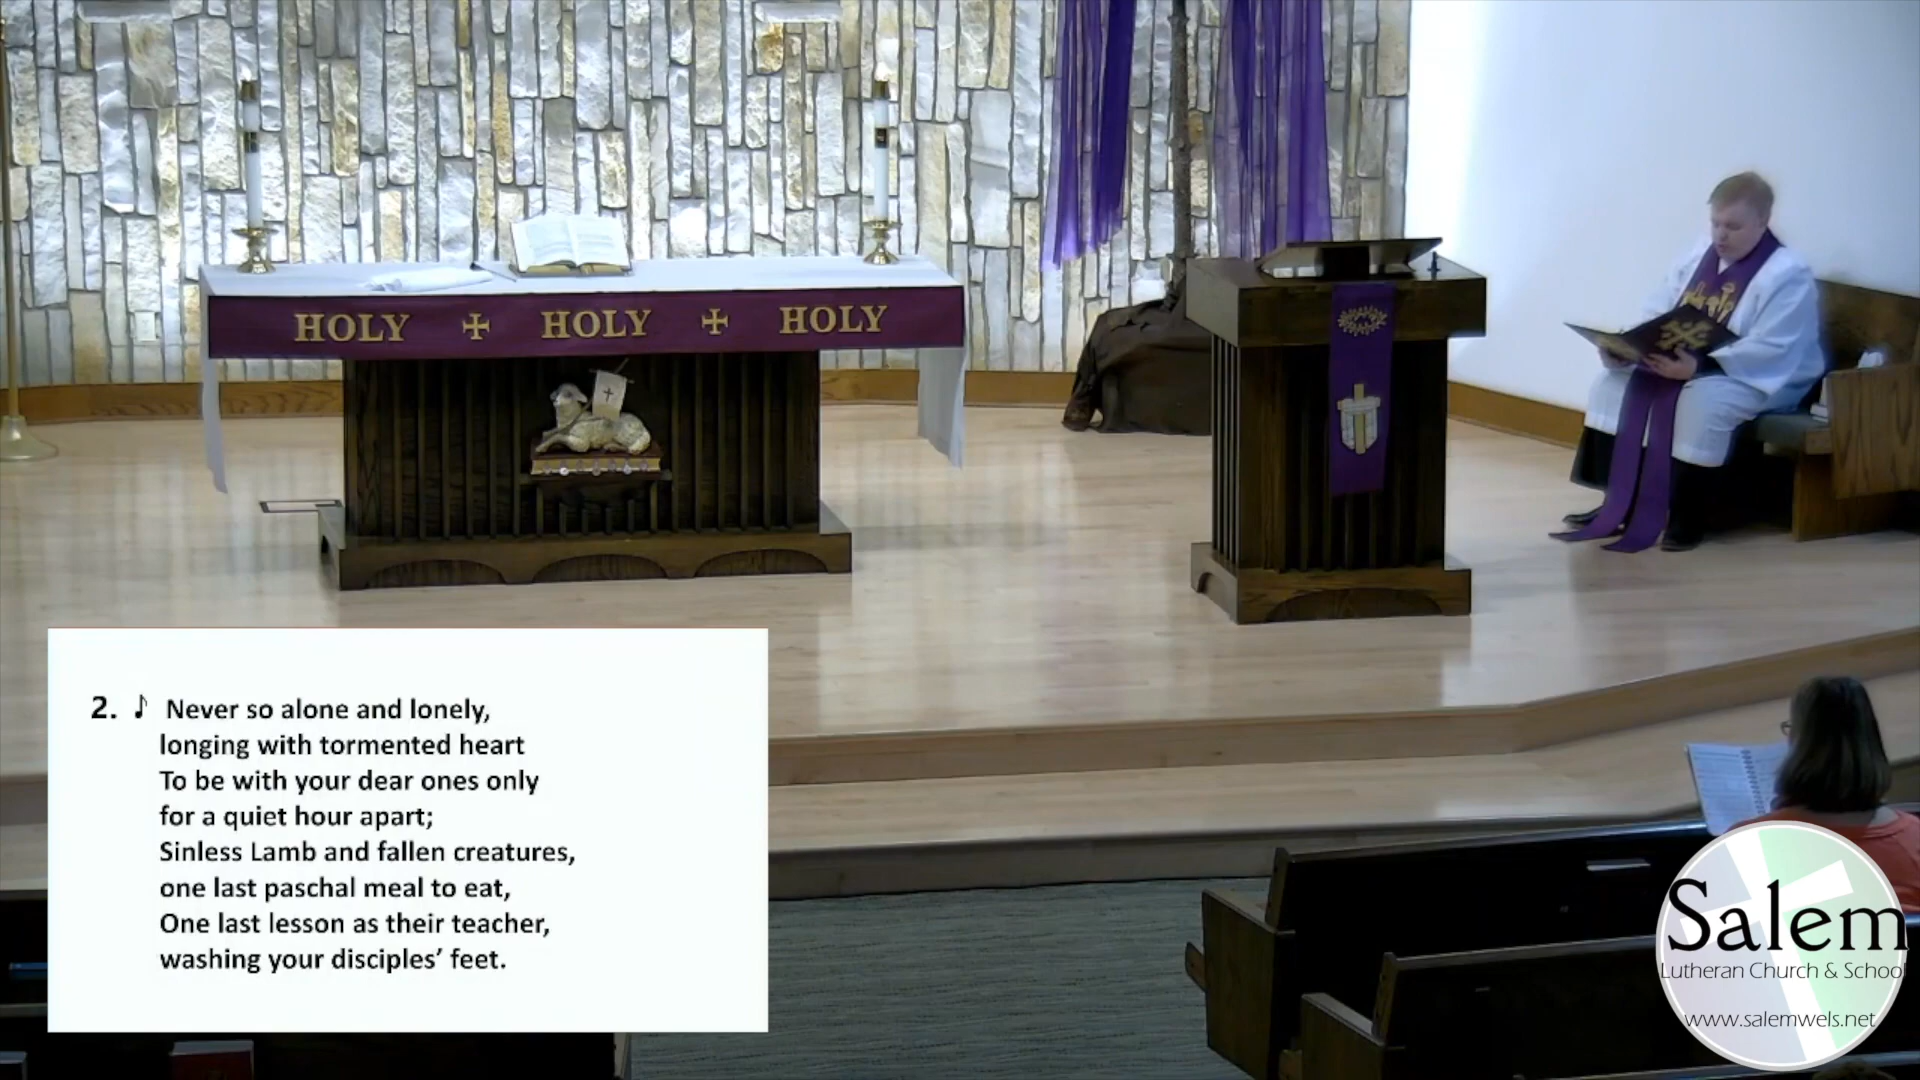 HOLY HOLY HOLY
2. ♪ Never so alone and lonely,
longing with tormented heart
To be with your dear ones only
for a quiet hour apart;
Sinless Lamb and fallen creatures,
one last paschal meal to eat,
One last lesson as their teacher,
washing your disciples’ feet.
Salem
Lutheran Church & School
www.salemwels.net